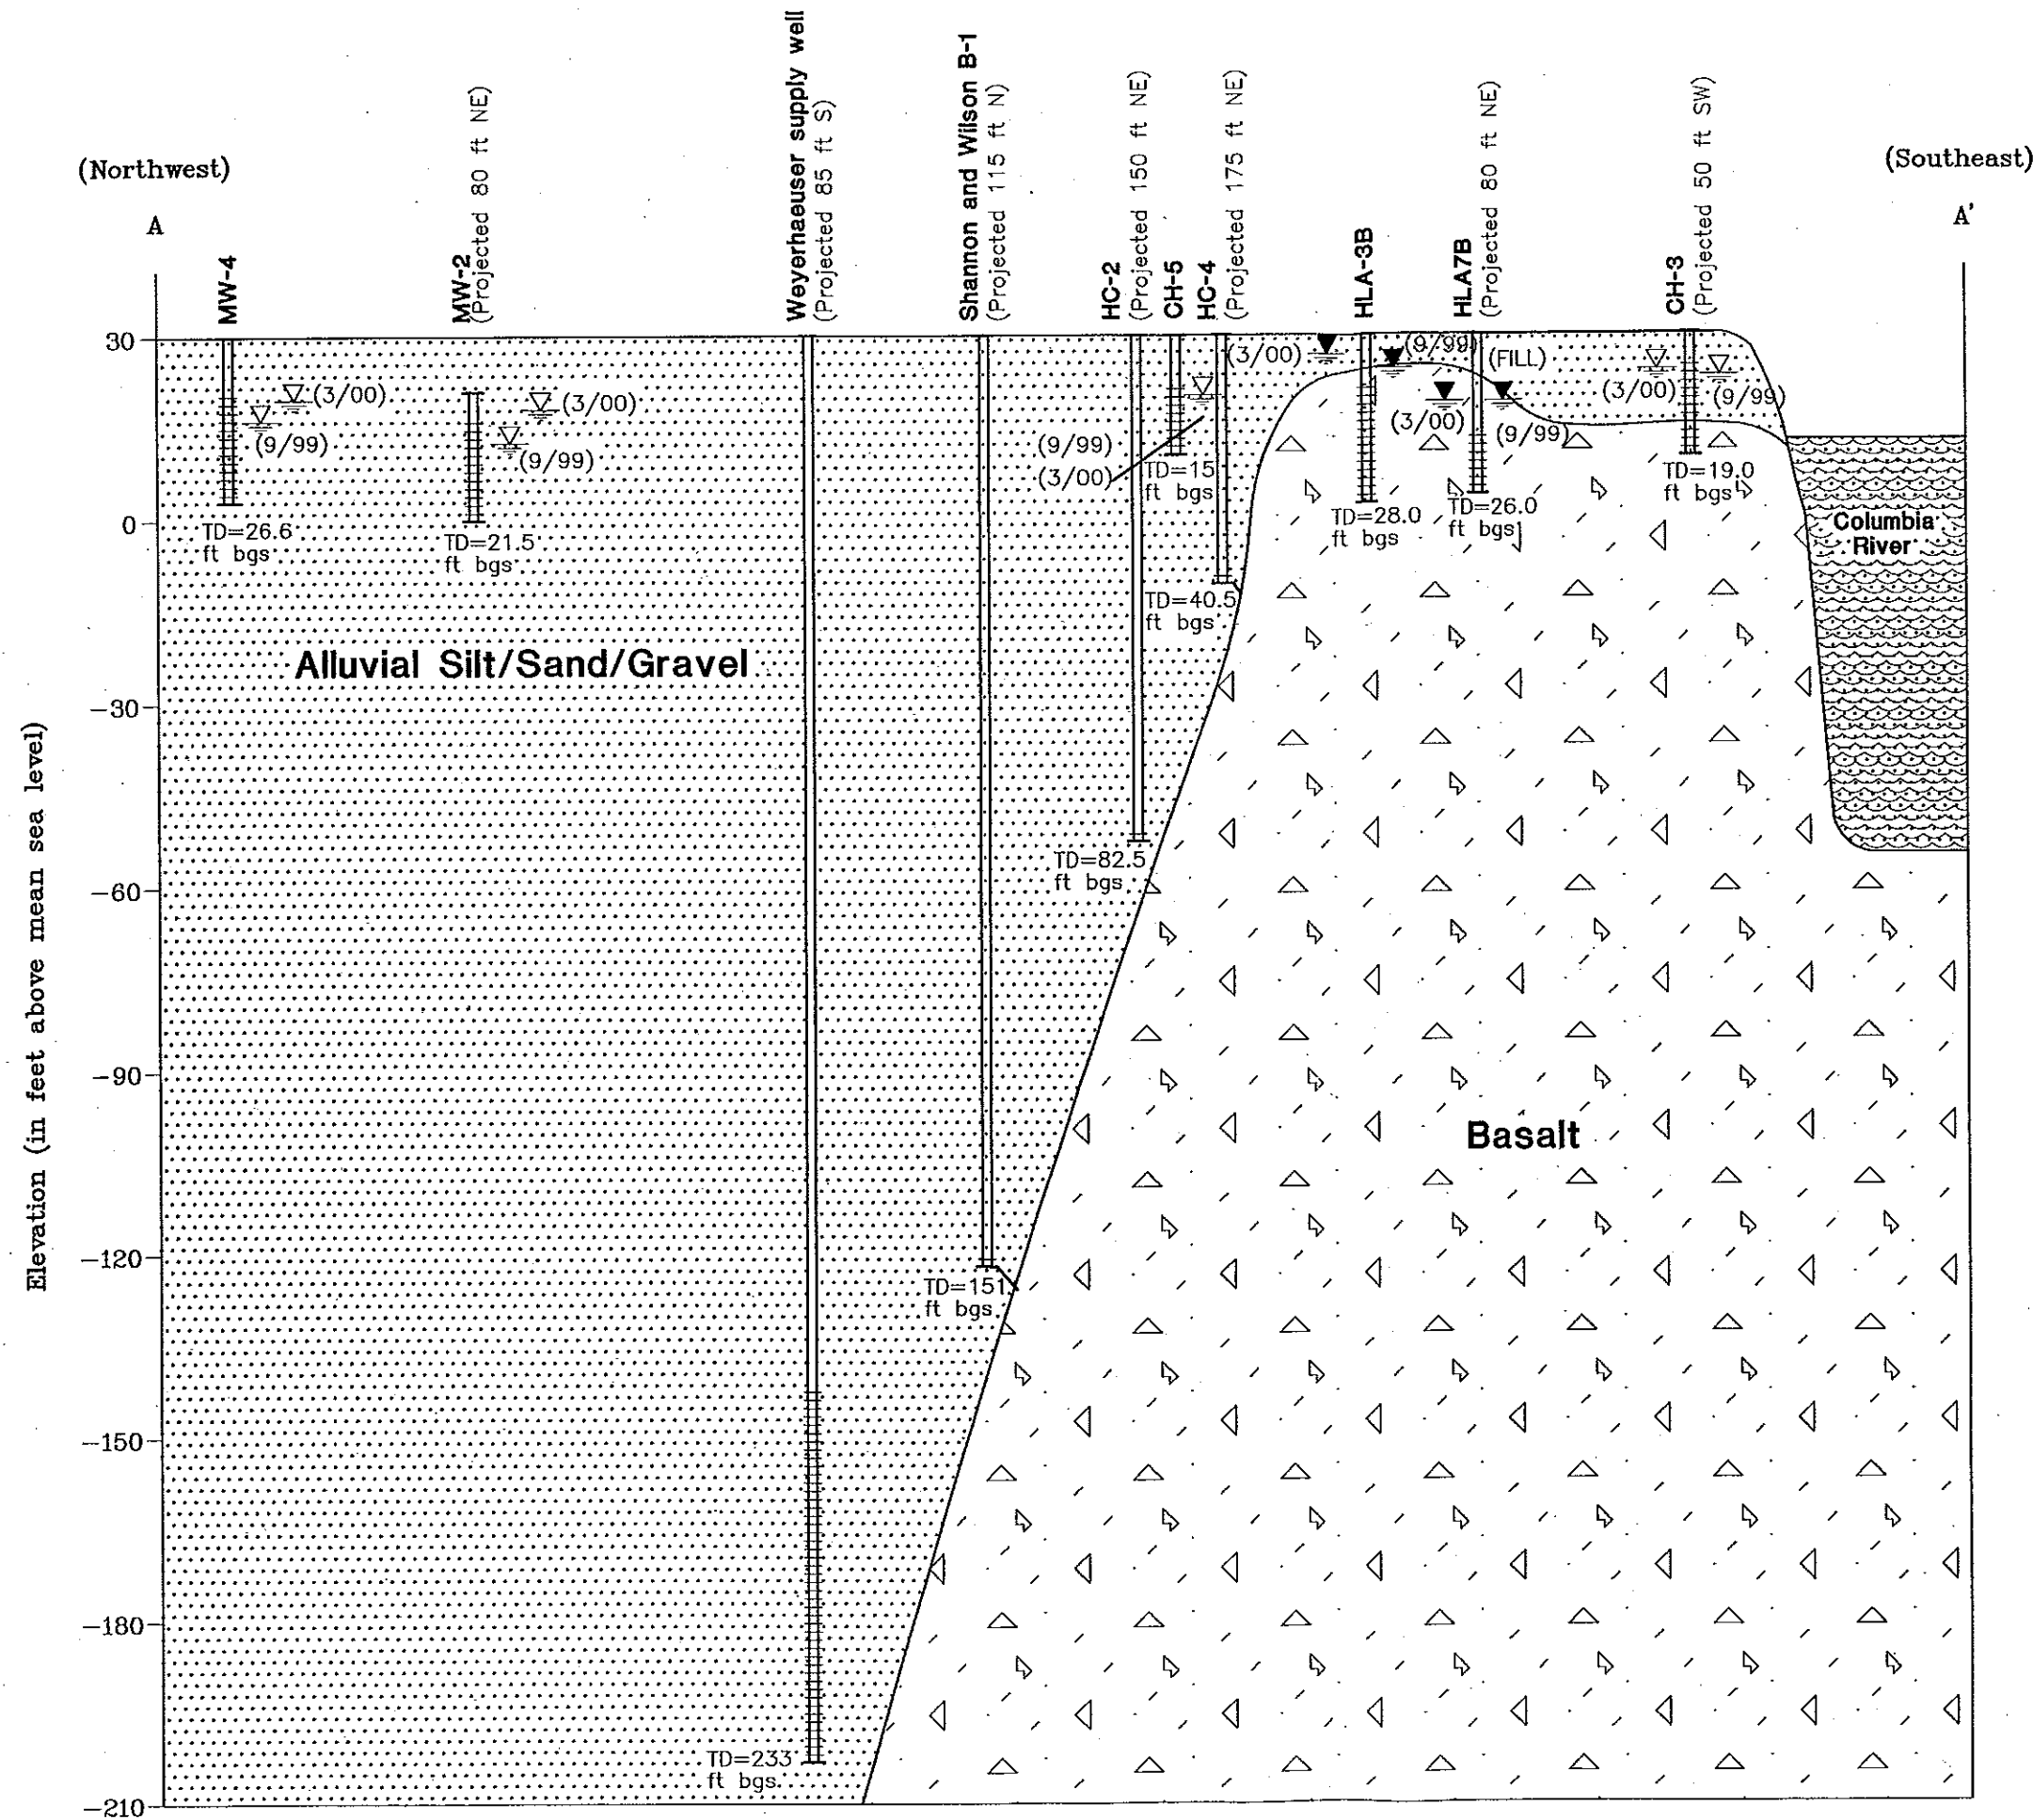 (Northwest)
A
(Southeast)
A'
MW-4
MW-2
(Projected 80 ft NE)
Weyerhaeuser supply well
(Projected 85 ft S)
Shannon and Wilson B-1
(Projected 115 ft N)
HC-2
(Projected 150 ft NE)
CH-5
HC-4
(Projected 175 ft NE)
HLA-3B
HLA7B
(Projected 80 ft NE)
CH-3
(Projected 50 ft SW)
Elevation (in feet above mean sea level)
30
0
-30
-60
-90
-120
-150
-180
-210
(3/00)
(9/99)
(3/00)
(9/99)
(9/99)
(3/00)
(3/00)
(9/99)
(FILL)
(3/00)
(9/99)
(3/00)
(9/99)
TD=26.6
ft bgs
TD=21.5
ft bgs
TD=15
ft bgs
TD=28.0
ft bgs
TD=26.0
ft bgs
TD=19.0
ft bgs
Columbia
River
TD=40.5
ft bgs
Alluvial Silt/Sand/Gravel
TD=82.5
ft bgs
Basalt
TD=151
ft bgs
TD=233
ft bgs